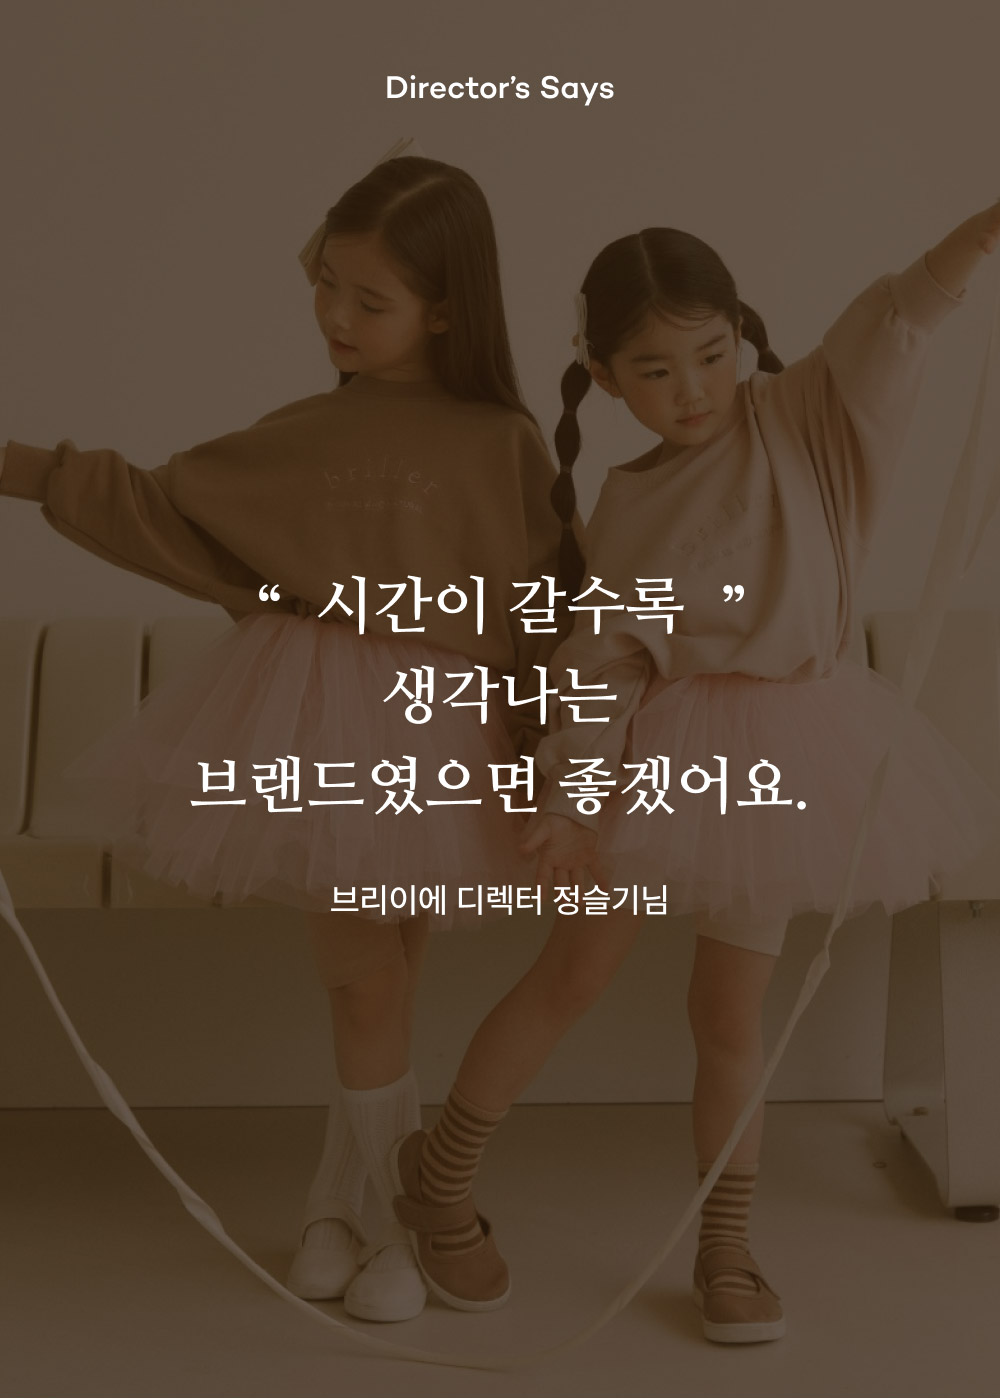 Director’s Says
briller
“ 시간이 갈수록 ”
생각나는
브랜드였으면 좋겠어요.
브리이에 디렉터 정슬기님